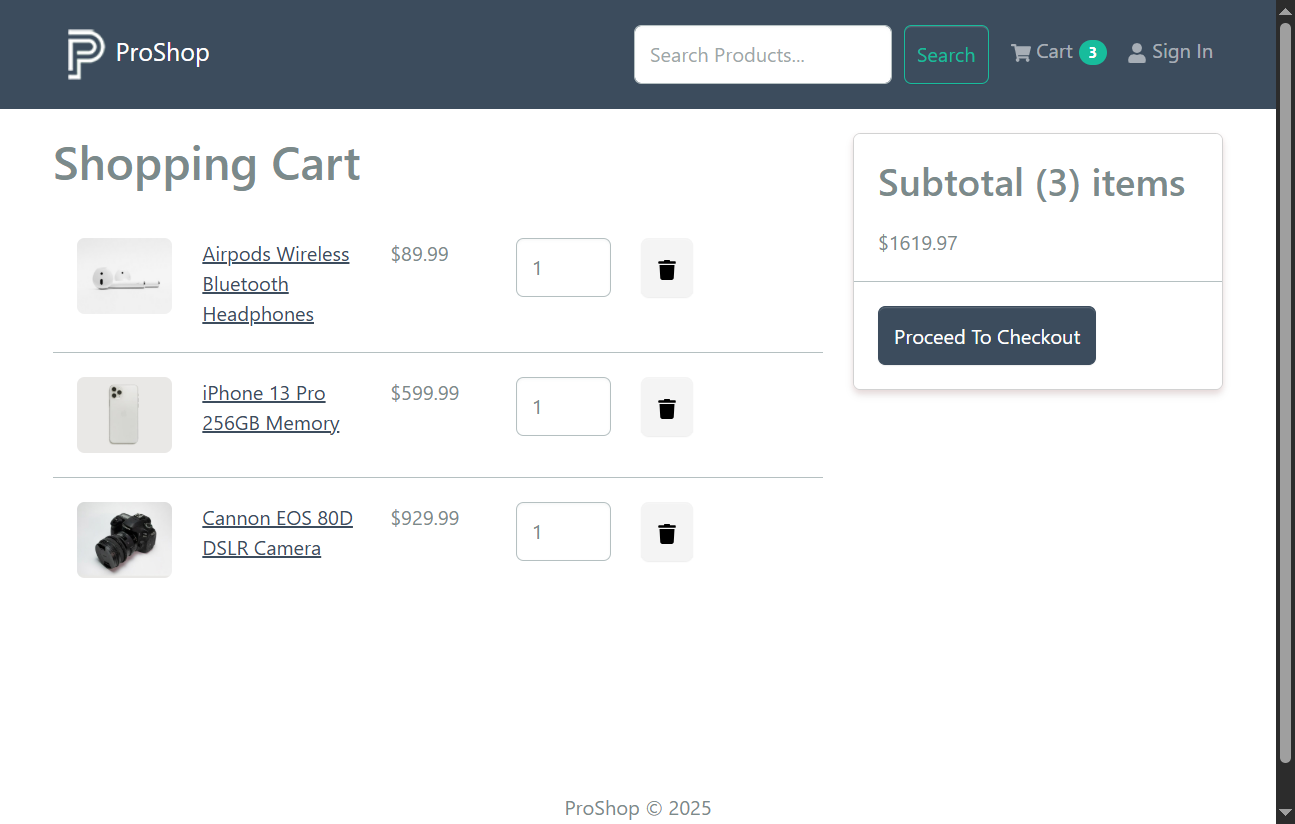 ProShop
Search Products...
Search
Cart 3
Sign In
Shopping Cart
Airpods Wireless
Bluetooth
Headphones
$89.99
1
iPhone 13 Pro
256GB Memory
$599.99
1
Cannon EOS 80D
DSLR Camera
$929.99
1
Subtotal (3) items
$1619.97
Proceed To Checkout
ProShop © 2025